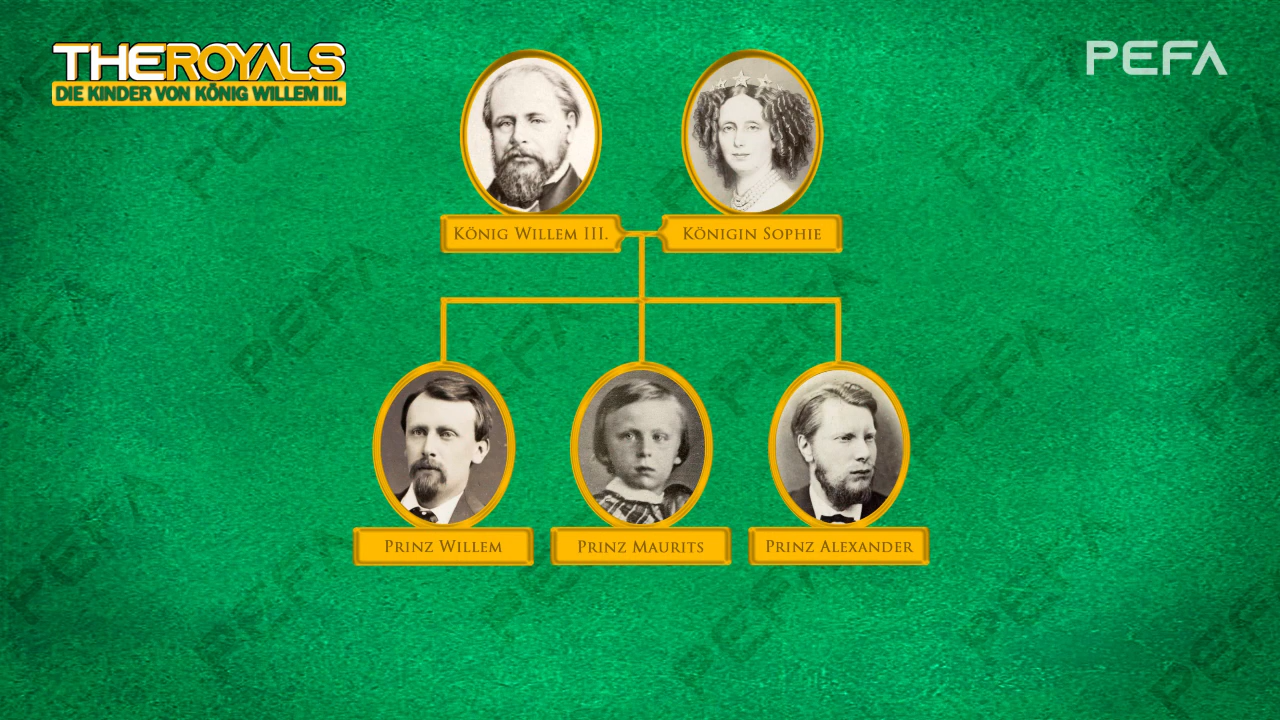 THEROYALS
DIE KINDER VON KÖNIG WILLEM III.
PEFA
König Willem III.
Königin Sophie
Prinz Willem
Prinz Maurits
Prinz Alexander